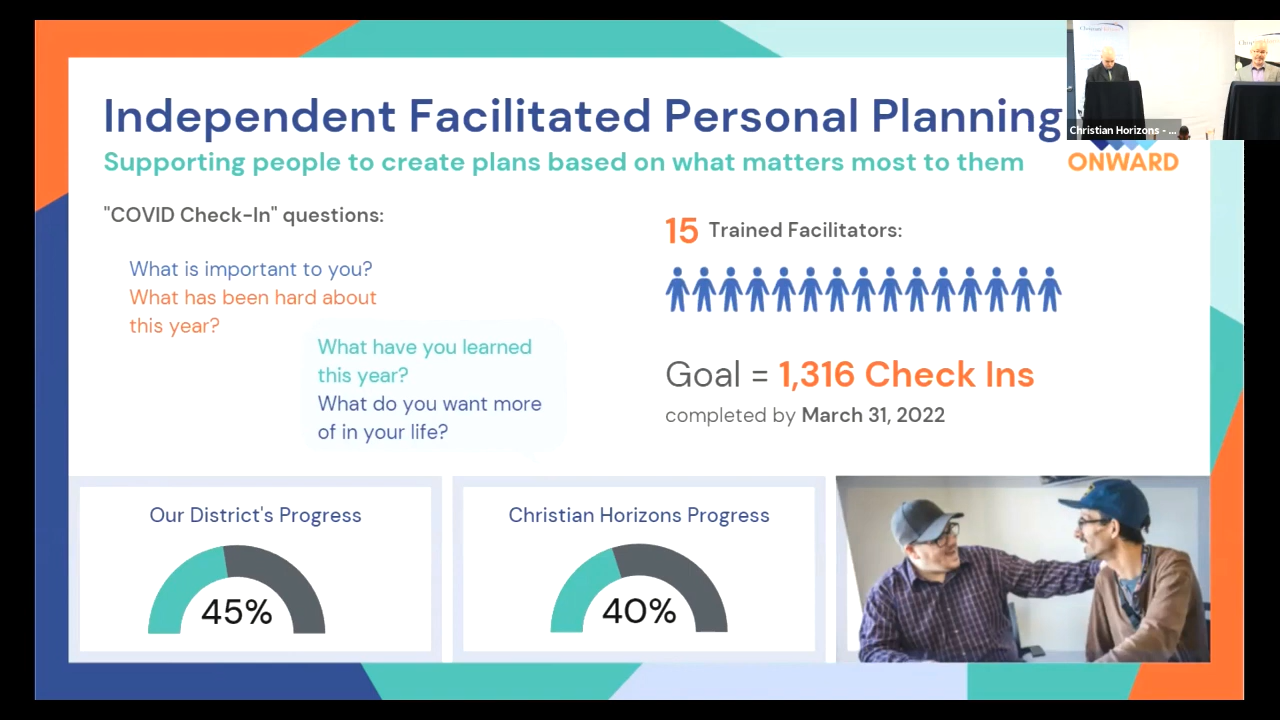 Independent Facilitated Personal Planning
Supporting people to create plans based on what matters most to them
Christian Horizons - ...
ONWARD
"COVID Check-In" questions:
What is important to you?
What has been hard about
this year?
What have you learned
this year?
What do you want more
of in your life?
15 Trained Facilitators:
Goal = 1,316 Check Ins
completed by March 31, 2022
Our District's Progress
45%
Christian Horizons Progress
40%